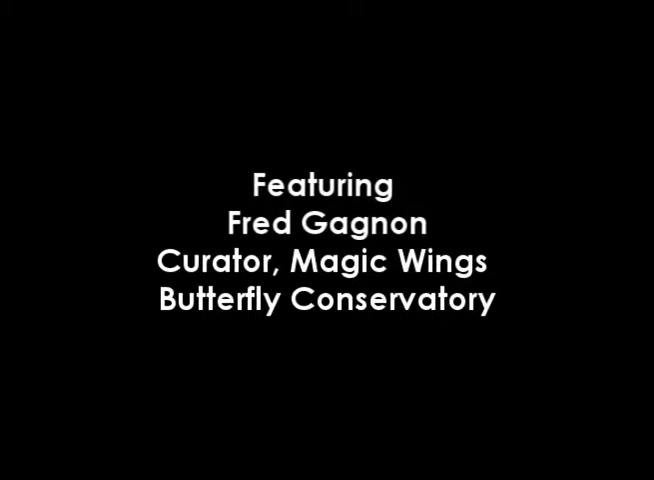 Featuring
Fred Gagnon
Curator, Magic Wings
Butterfly Conservatory